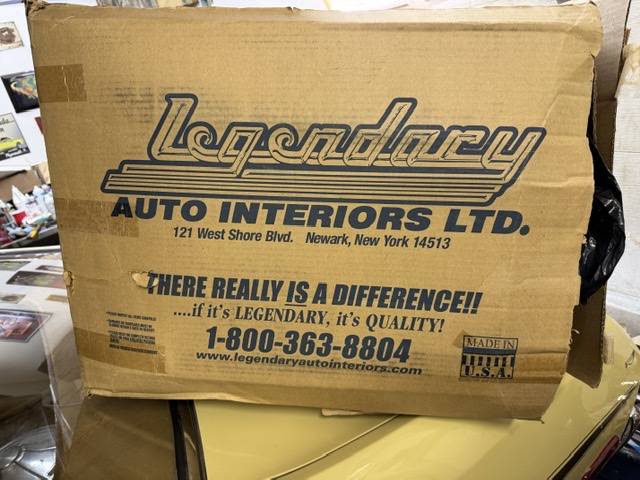 Legendary
AUTO INTERIORS LTD.
121 West Shore Blvd. Newark, New York 14513
THERE REALLY IS A DIFFERENCE!!
....if it's LEGENDARY, it's QUALITY!
1-800-363-8804
www.legendaryautointeriors.com
MADE IN
U.S.A.